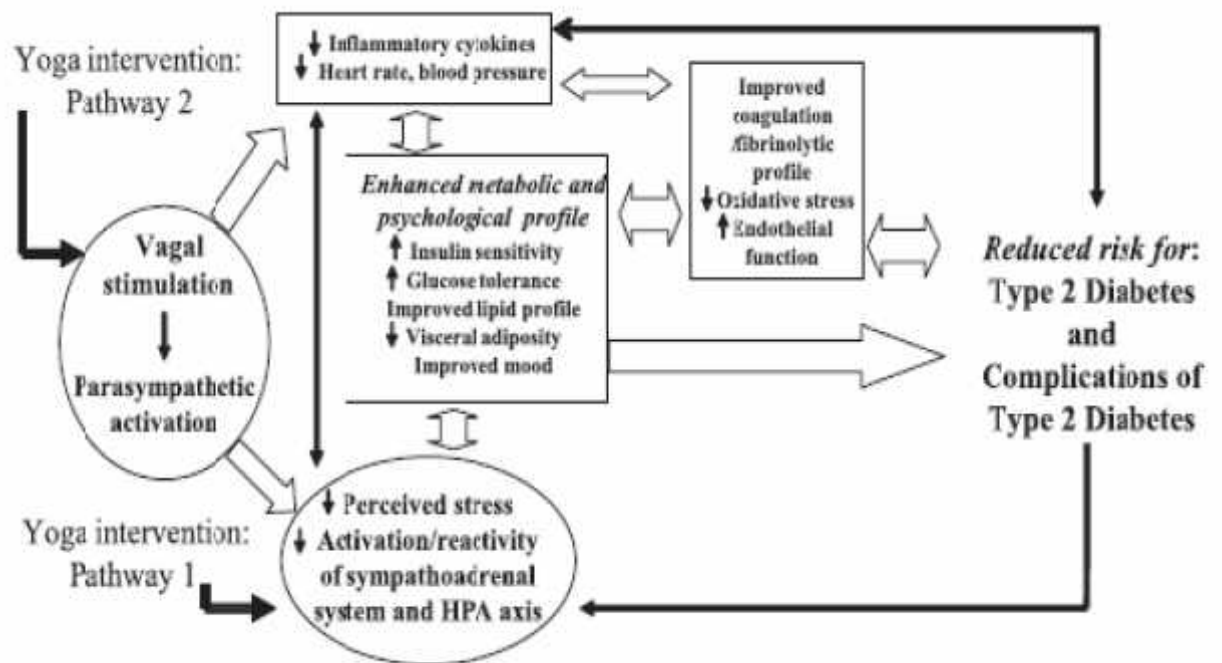 Yoga intervention:
Pathway 2
Inflammatory cytokines
Heart rate, blood pressure
Improved
coagulation
/fibrinolytic
profile
Oxidative stress
Endothelial
function
Enhanced metabolic and
psychological profile
Insulin sensitivity
Glucose tolerance
Improved lipid profile
Visceral adiposity
Improved mood
Vagal
stimulation
Parasympathetic
activation
Reduced risk for:
Type 2 Diabetes
and
Complications of
Type 2 Diabetes
Yoga intervention:
Pathway 1
Perceived stress
Activation/reactivity
of sympathoadrenal
system and HPA axis